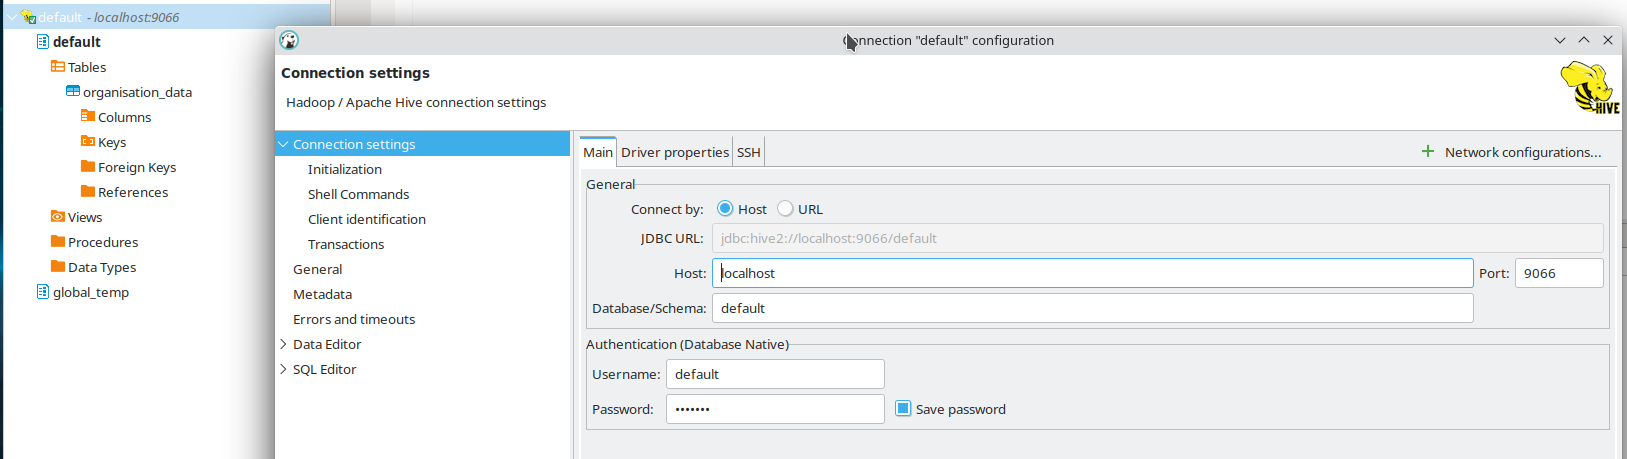 default - localhost:9066
default
Tables
organisation_data
Columns
Keys
Foreign Keys
References
Views
Procedures
Data Types
global_temp
Connection "default" configuration
Connection settings
Hadoop / Apache Hive connection settings
HIVE
Connection settings
Initialization
Shell Commands
Client identification
Transactions
General
Metadata
Errors and timeouts
Data Editor
SQL Editor
Main Driver properties SSH
Network configurations...
General
Connect by: Host URL
JDBC URL: jdbc:hive2://localhost:9066/default
Host: localhost Port: 9066
Database/Schema: default
Authentication (Database Native)
Username: default
Password: ••••••• Save password